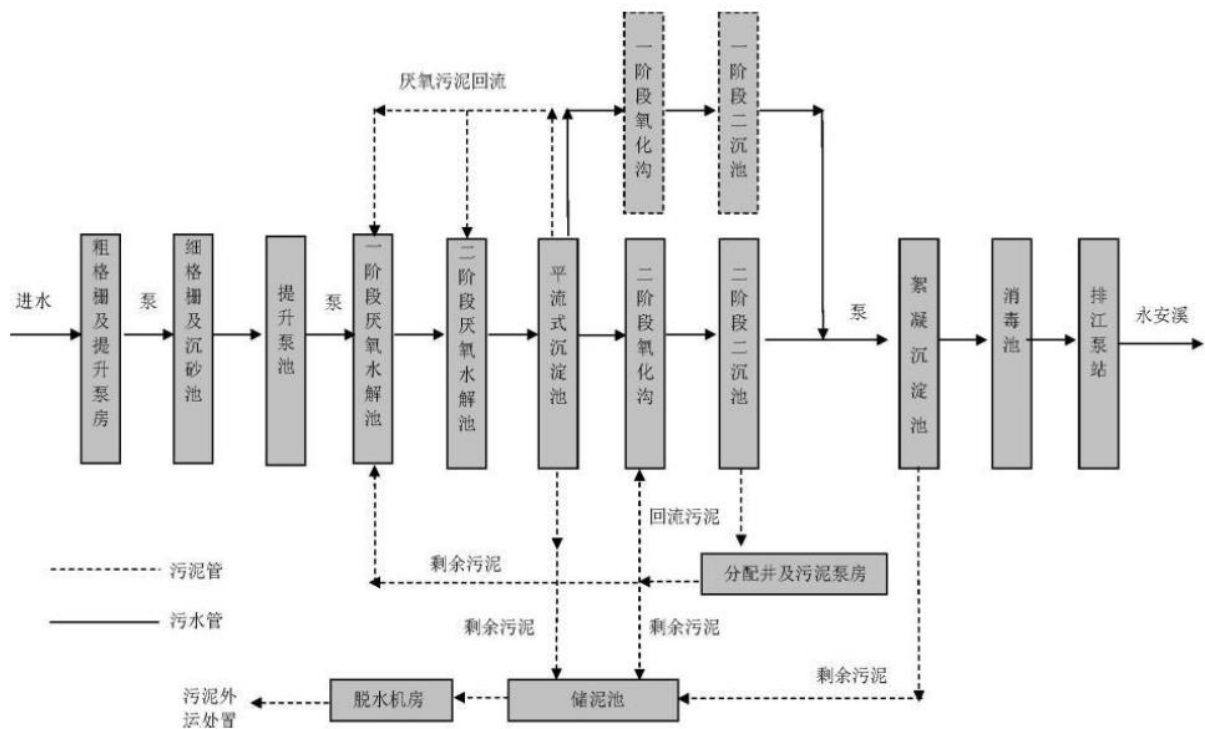 一阶段氧化沟
一阶段二沉池
厌氧污泥回流
进水
粗格栅及提升泵房
泵
细格栅及沉砂池
提升泵池
泵
一阶段厌氧水解池
二阶段厌氧水解池
平流式沉淀池
二阶段氧化沟
二阶段二沉池
泵
絮凝沉淀池
消毒池
排江泵站
永安溪
回流污泥
污泥管
剩余污泥
分配井及污泥泵房
污水管
剩余污泥
剩余污泥
剩余污泥
污泥外
运处置
脱水机房
储泥池